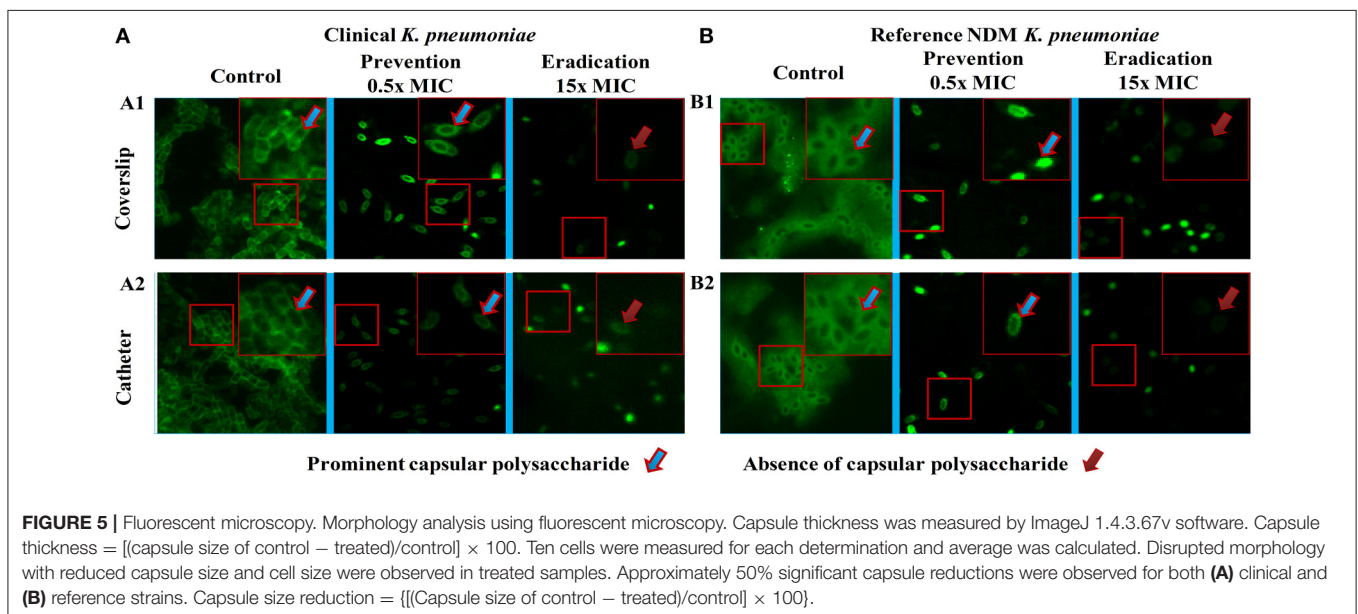 A
Clinical K. pneumoniae
B
Reference NDM K. pneumoniae
Control
Prevention
0.5x MIC
Eradication
15x MIC
Control
Prevention
0.5x MIC
Eradication
15x MIC
A1
B1
Coverslip
A2
B2
Catheter
Prominent capsular polysaccharide
Absence of capsular polysaccharide
FIGURE 5 | Fluorescent microscopy. Morphology analysis using fluorescent microscopy. Capsule thickness was measured by ImageJ 1.4.3.67v software. Capsule
thickness = [(capsule size of control − treated)/control] × 100. Ten cells were measured for each determination and average was calculated. Disrupted morphology
with reduced capsule size and cell size were observed in treated samples. Approximately 50% significant capsule reductions were observed for both (A) clinical and
(B) reference strains. Capsule size reduction = {[(Capsule size of control − treated)/control] × 100}.